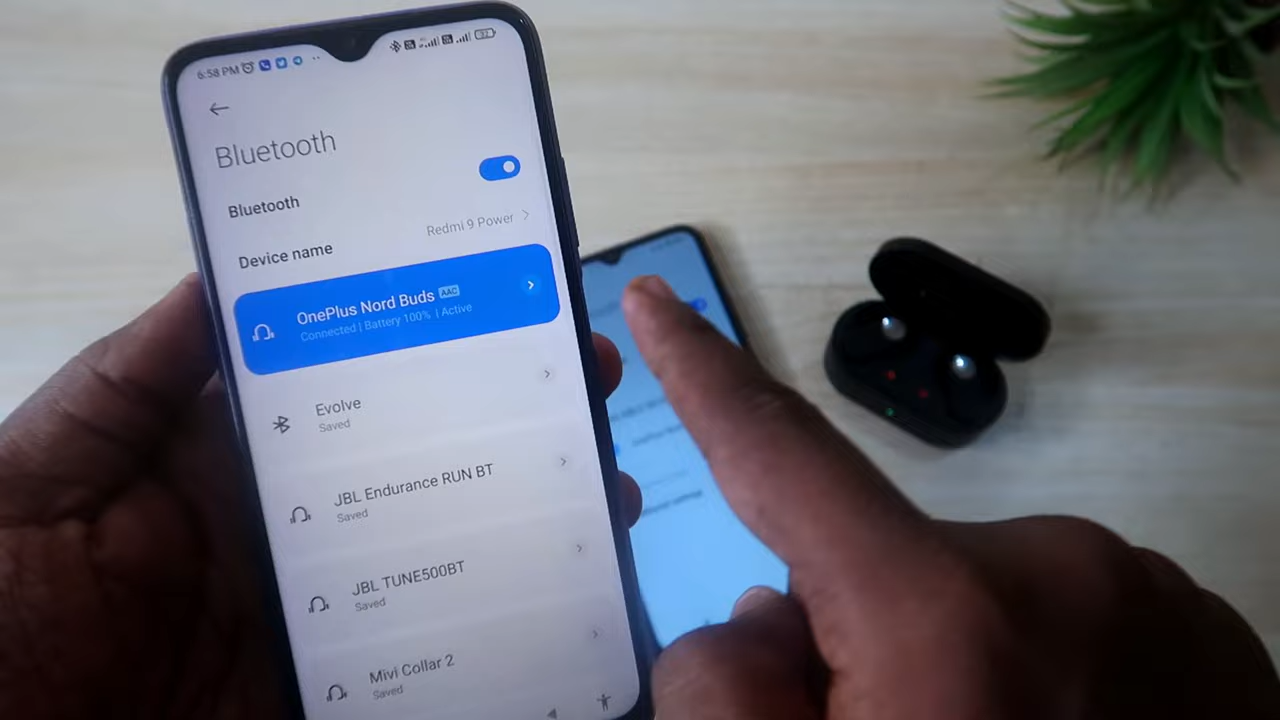 6:58 PM
Bluetooth
Bluetooth
Device name
Redmi 9 Power
OnePlus Nord Buds AAC
Connected | Battery 100% | Active
Evolve
Saved
JBL Endurance RUN BT
Saved
JBL TUNE500BT
Saved
Mivi Collar 2
Saved